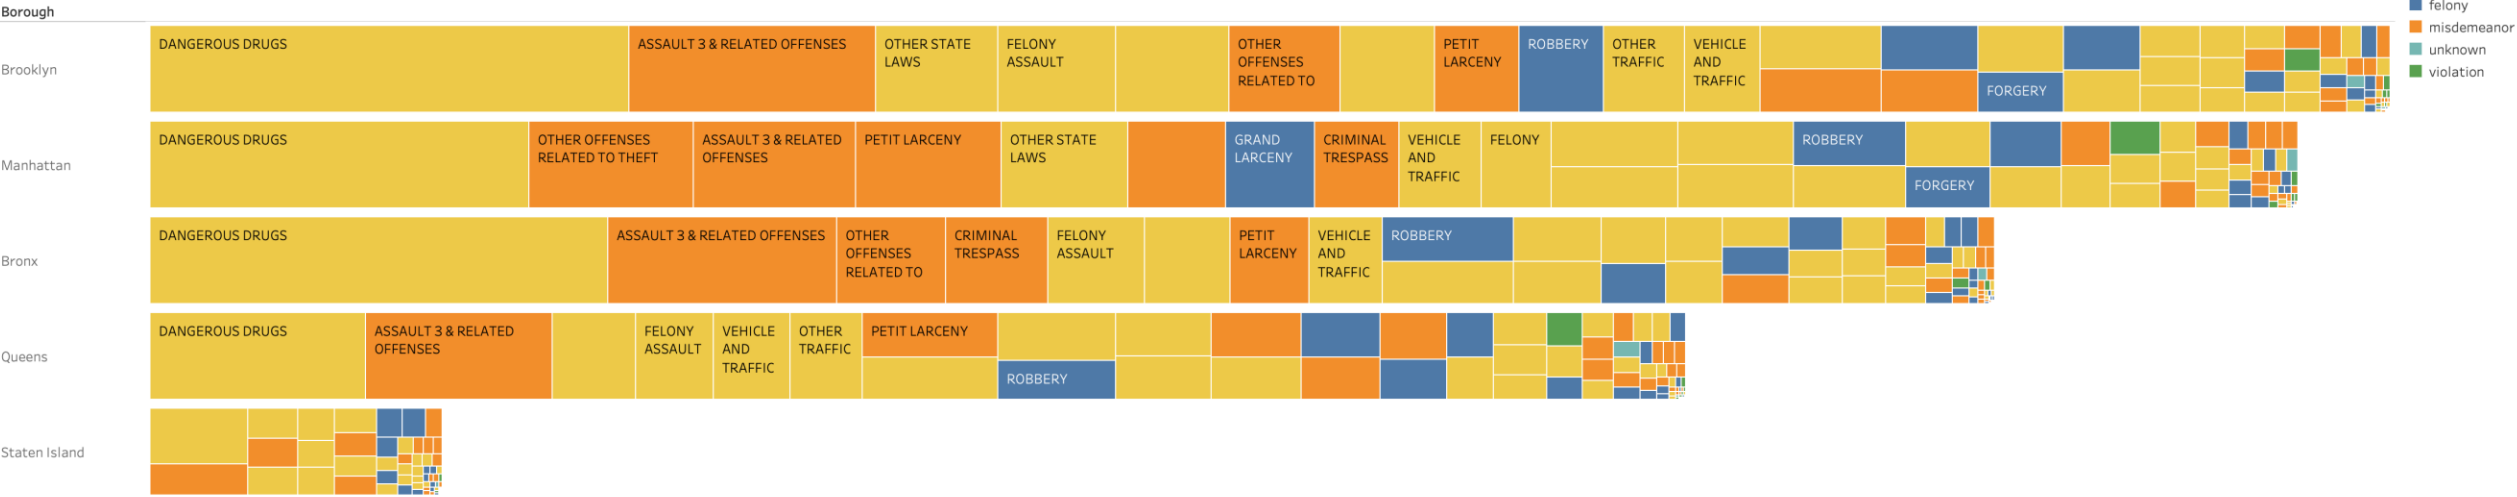 Borough
felony
misdemeanor
unknown
violation
Brooklyn
DANGEROUS DRUGS
ASSAULT 3 & RELATED OFFENSES
OTHER STATE
LAWS
FELONY
ASSAULT
OTHER
OFFENSES
RELATED TO
PETIT
LARCENY
ROBBERY
OTHER
TRAFFIC
VEHICLE
AND
TRAFFIC
FORGERY
Manhattan
DANGEROUS DRUGS
OTHER OFFENSES
RELATED TO THEFT
ASSAULT 3 & RELATED
OFFENSES
PETIT LARCENY
OTHER STATE
LAWS
GRAND
LARCENY
CRIMINAL
TRESPASS
VEHICLE
AND
TRAFFIC
FELONY
ROBBERY
FORGERY
Bronx
DANGEROUS DRUGS
ASSAULT 3 & RELATED OFFENSES
OTHER
OFFENSES
RELATED TO
CRIMINAL
TRESPASS
FELONY
ASSAULT
PETIT
LARCENY
VEHICLE
AND
TRAFFIC
ROBBERY
Queens
DANGEROUS DRUGS
ASSAULT 3 & RELATED
OFFENSES
FELONY
ASSAULT
VEHICLE
AND
TRAFFIC
OTHER
TRAFFIC
PETIT LARCENY
ROBBERY
Staten Island